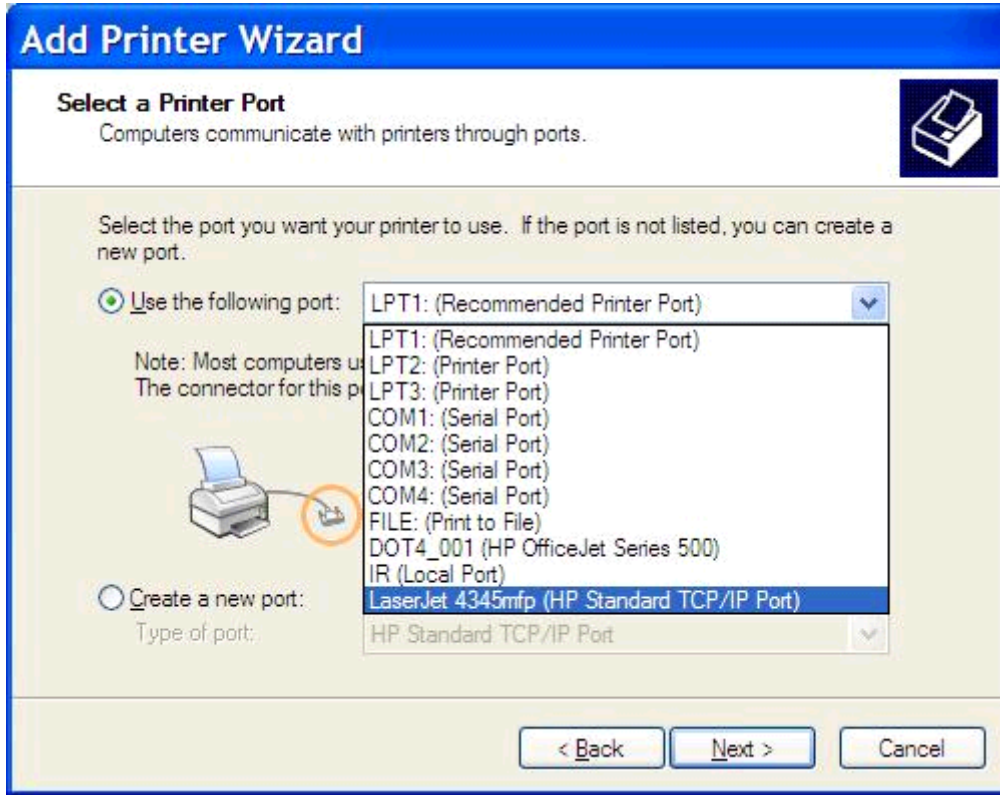 Add Printer Wizard
Select a Printer Port
Computers communicate with printers through ports.
Select the port you want your printer to use. If the port is not listed, you can create a
new port.
Use the following port:
LPT1: (Recommended Printer Port)
LPT1: (Recommended Printer Port)
Note: Most computers
LPT2: (Printer Port)
The connector for this
LPT3: (Printer Port)
COM1: (Serial Port)
COM2: (Serial Port)
COM3: (Serial Port)
COM4: (Serial Port)
FILE: (Print to File)
DOT4_001 (HP OfficeJet Series 500)
IR (Local Port)
Create a new port:
LaserJet 4345mfp (HP Standard TCP/IP Port)
Type of port:
HP Standard TCP/IP Port
< Back
Next >
Cancel